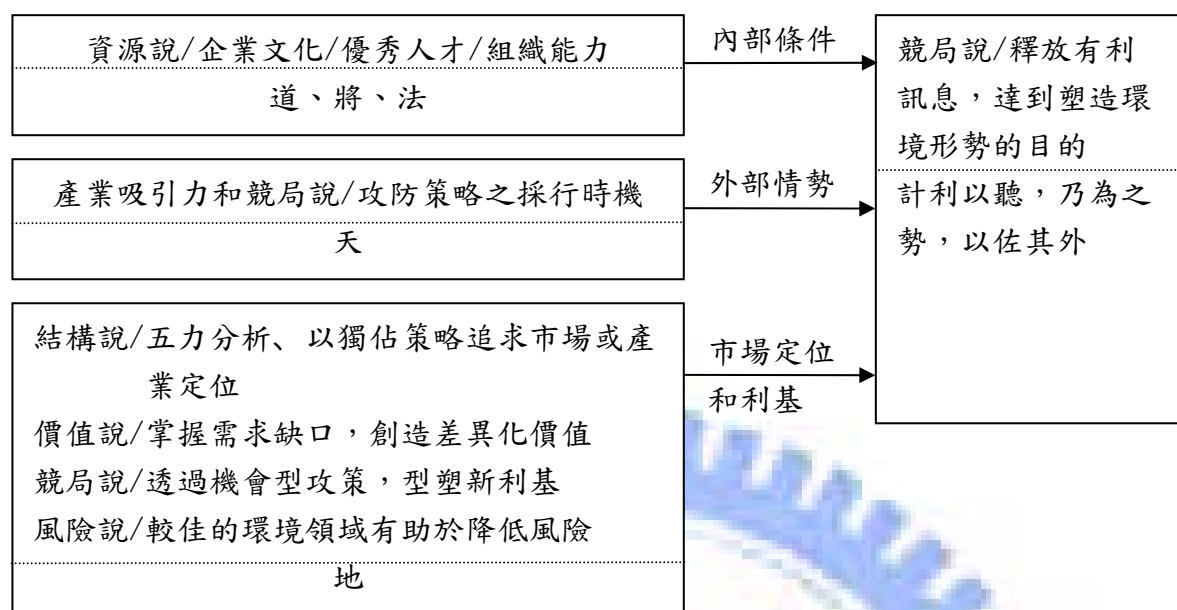 資源說/企業文化/優秀人才/組織能力
道、將、法
內部條件
產業吸引力和競局說/攻防策略之採行時機
天
外部情勢
結構說/五力分析、以獨佔策略追求市場或產
業定位
價值說/掌握需求缺口，創造差異化價值
競局說/透過機會型攻策，型塑新利基
風險說/較佳的環境領域有助於降低風險
地
市場定位
和利基
競局說/釋放有利
訊息，達到塑造環
境形勢的目的
計利以聽，乃為之
勢，以佐其外